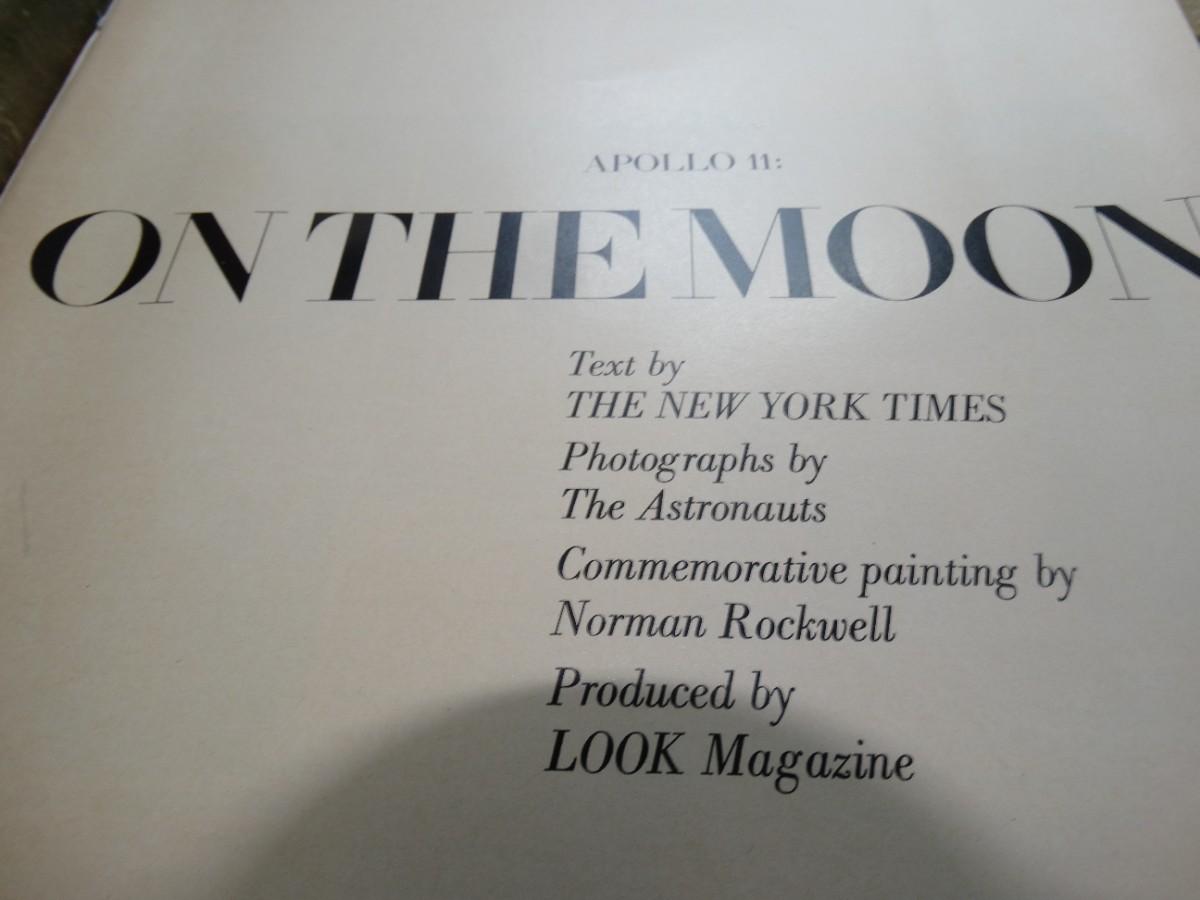 APOLLO 11:
ON THE MOON
Text by
THE NEW YORK TIMES
Photographs by
The Astronauts
Commemorative painting by
Norman Rockwell
Produced by
LOOK Magazine